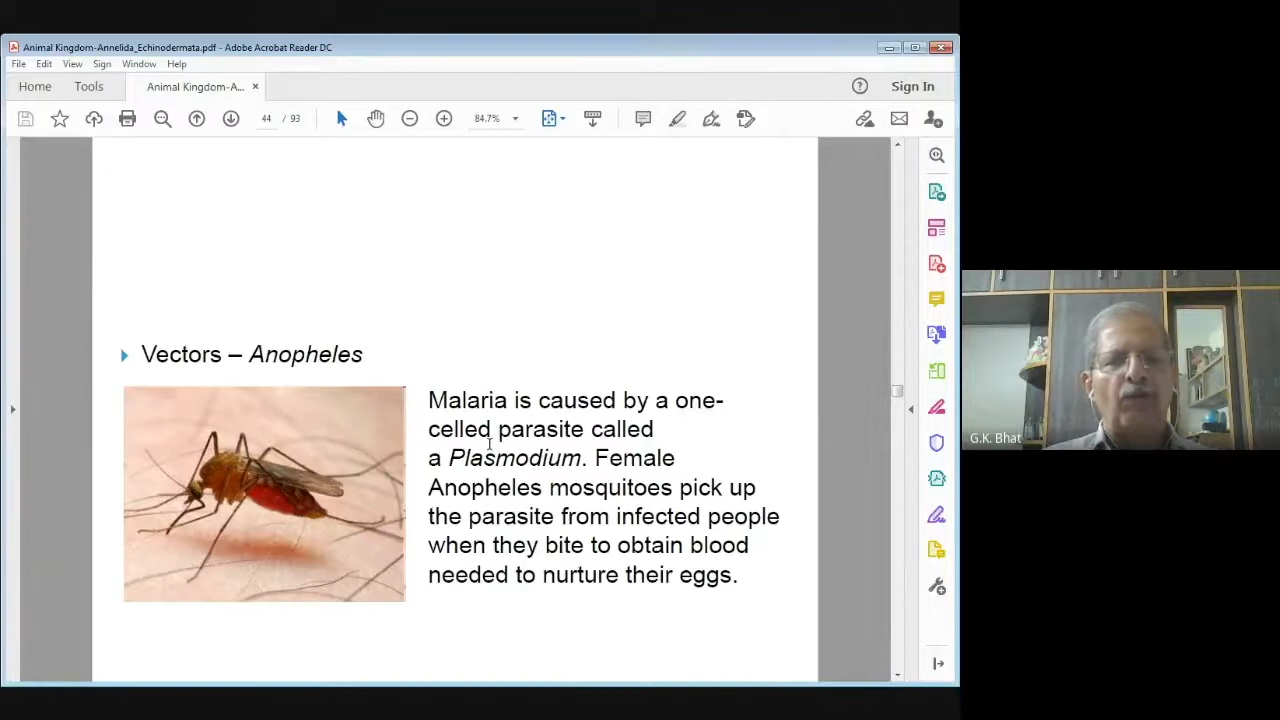 Animal Kingdom-Annelida_Echinodermata.pdf - Adobe Acrobat Reader DC
File Edit View Sign Window Help
Home Tools Animal Kingdom-A... × Sign In
44 / 93 84.7%
Vectors – Anopheles
Malaria is caused by a one-
celled parasite called
a Plasmodium. Female
Anopheles mosquitoes pick up
the parasite from infected people
when they bite to obtain blood
needed to nurture their eggs.
G.K. Bhat